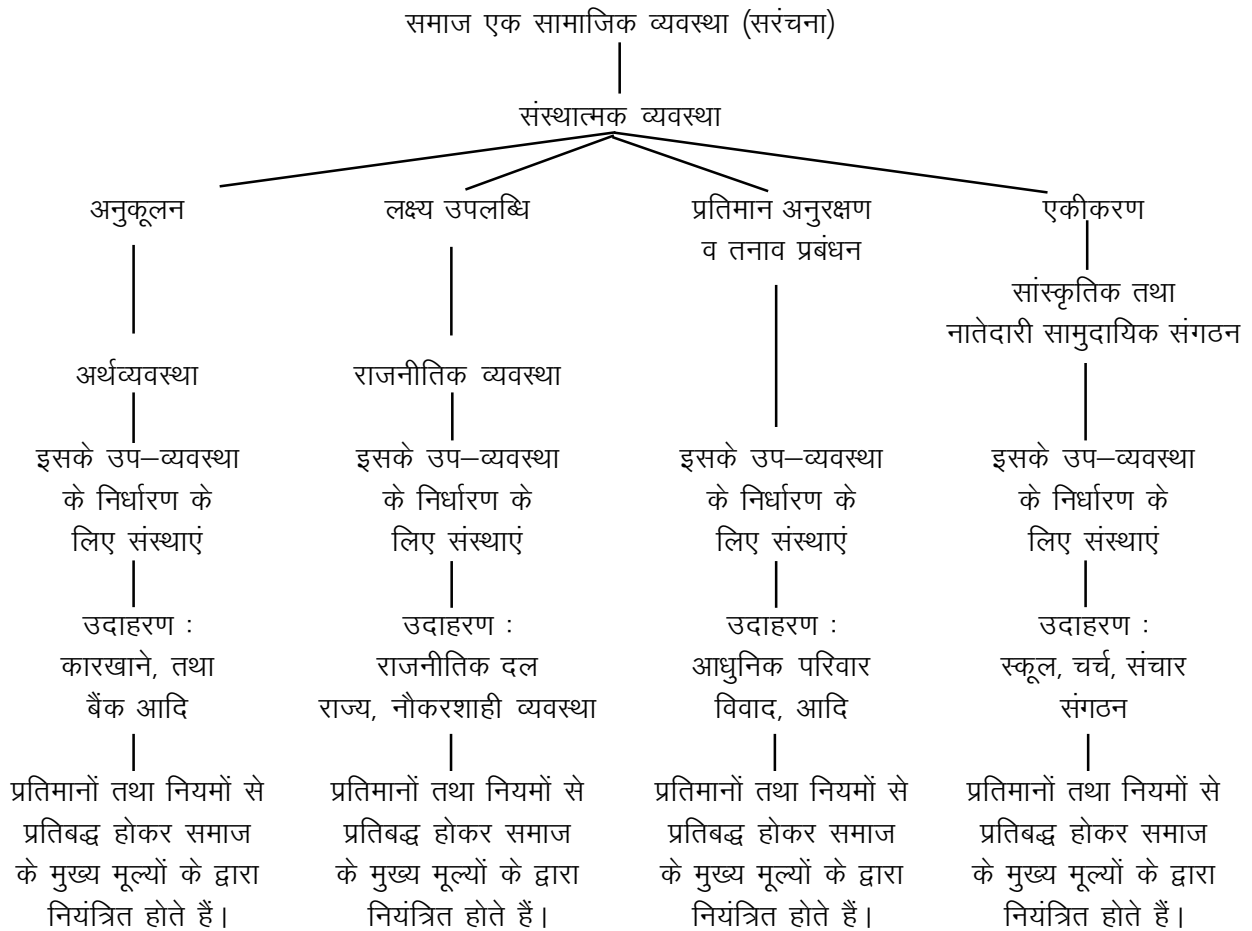 समाज एक सामाजिक व्यवस्था (सरंचना)
संस्थात्मक व्यवस्था
अनुकूलन
लक्ष्य उपलब्धि
प्रतिमान अनुरक्षण
व तनाव प्रबंधन
एकीकरण
सांस्कृतिक तथा
नातेदारी सामुदायिक संगठन
अर्थव्यवस्था
राजनीतिक व्यवस्था
इसके उप–व्यवस्था
के निर्धारण के
लिए संस्थाएं
इसके उप–व्यवस्था
के निर्धारण के
लिए संस्थाएं
इसके उप–व्यवस्था
के निर्धारण के
लिए संस्थाएं
इसके उप–व्यवस्था
के निर्धारण के
लिए संस्थाएं
उदाहरण :
कारखाने, तथा
बैंक आदि
उदाहरण :
राजनीतिक दल
राज्य, नौकरशाही व्यवस्था
उदाहरण :
आधुनिक परिवार
विवाद, आदि
उदाहरण :
स्कूल, चर्च, संचार
संगठन
प्रतिमानों तथा नियमों से
प्रतिबद्ध होकर समाज
के मुख्य मूल्यों के द्वारा
नियंत्रित होते हैं।
प्रतिमानों तथा नियमों से
प्रतिबद्ध होकर समाज
के मुख्य मूल्यों के द्वारा
नियंत्रित होते हैं।
प्रतिमानों तथा नियमों से
प्रतिबद्ध होकर समाज
के मुख्य मूल्यों के द्वारा
नियंत्रित होते हैं।
प्रतिमानों तथा नियमों से
प्रतिबद्ध होकर समाज
के मुख्य मूल्यों के द्वारा
नियंत्रित होते हैं।